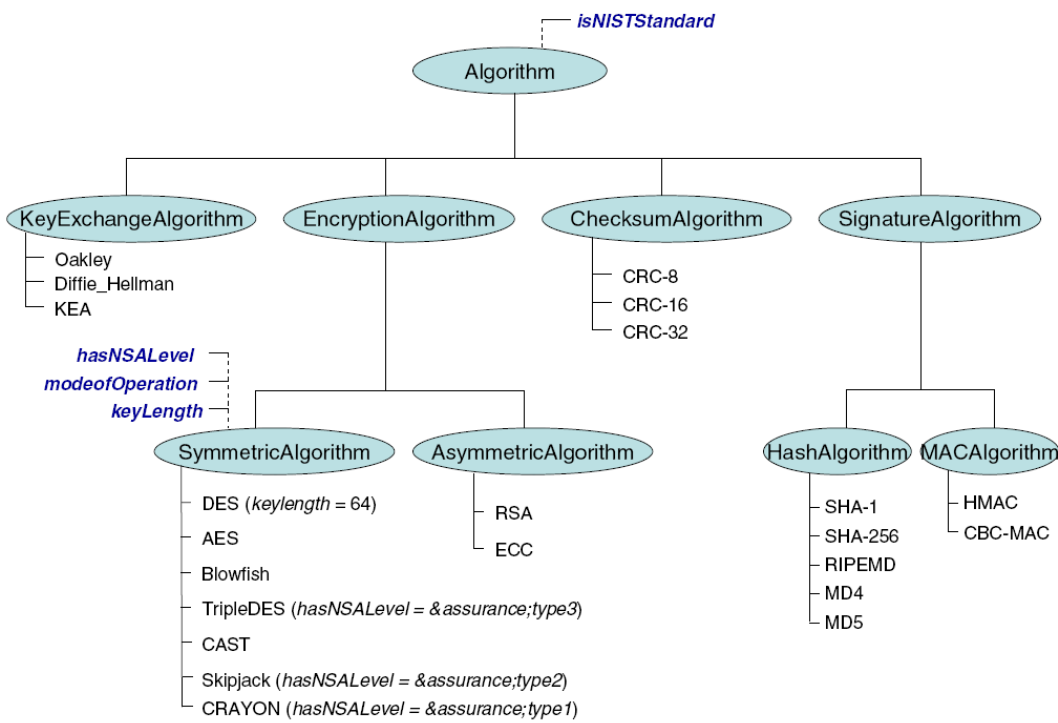 isNISTStandard
Algorithm
KeyExchangeAlgorithm
EncryptionAlgorithm
ChecksumAlgorithm
SignatureAlgorithm
Oakley
Diffie_Hellman
KEA
CRC-8
CRC-16
CRC-32
hasNSALevel
modeofOperation
keyLength
SymmetricAlgorithm
AsymmetricAlgorithm
HashAlgorithm
MACAlgorithm
DES (keylength = 64)
AES
Blowfish
TripleDES (hasNSALevel = &assurance;type3)
CAST
Skipjack (hasNSALevel = &assurance;type2)
CRAYON (hasNSALevel = &assurance;type1)
RSA
ECC
SHA-1
SHA-256
RIPEMD
MD4
MD5
HMAC
CBC-MAC